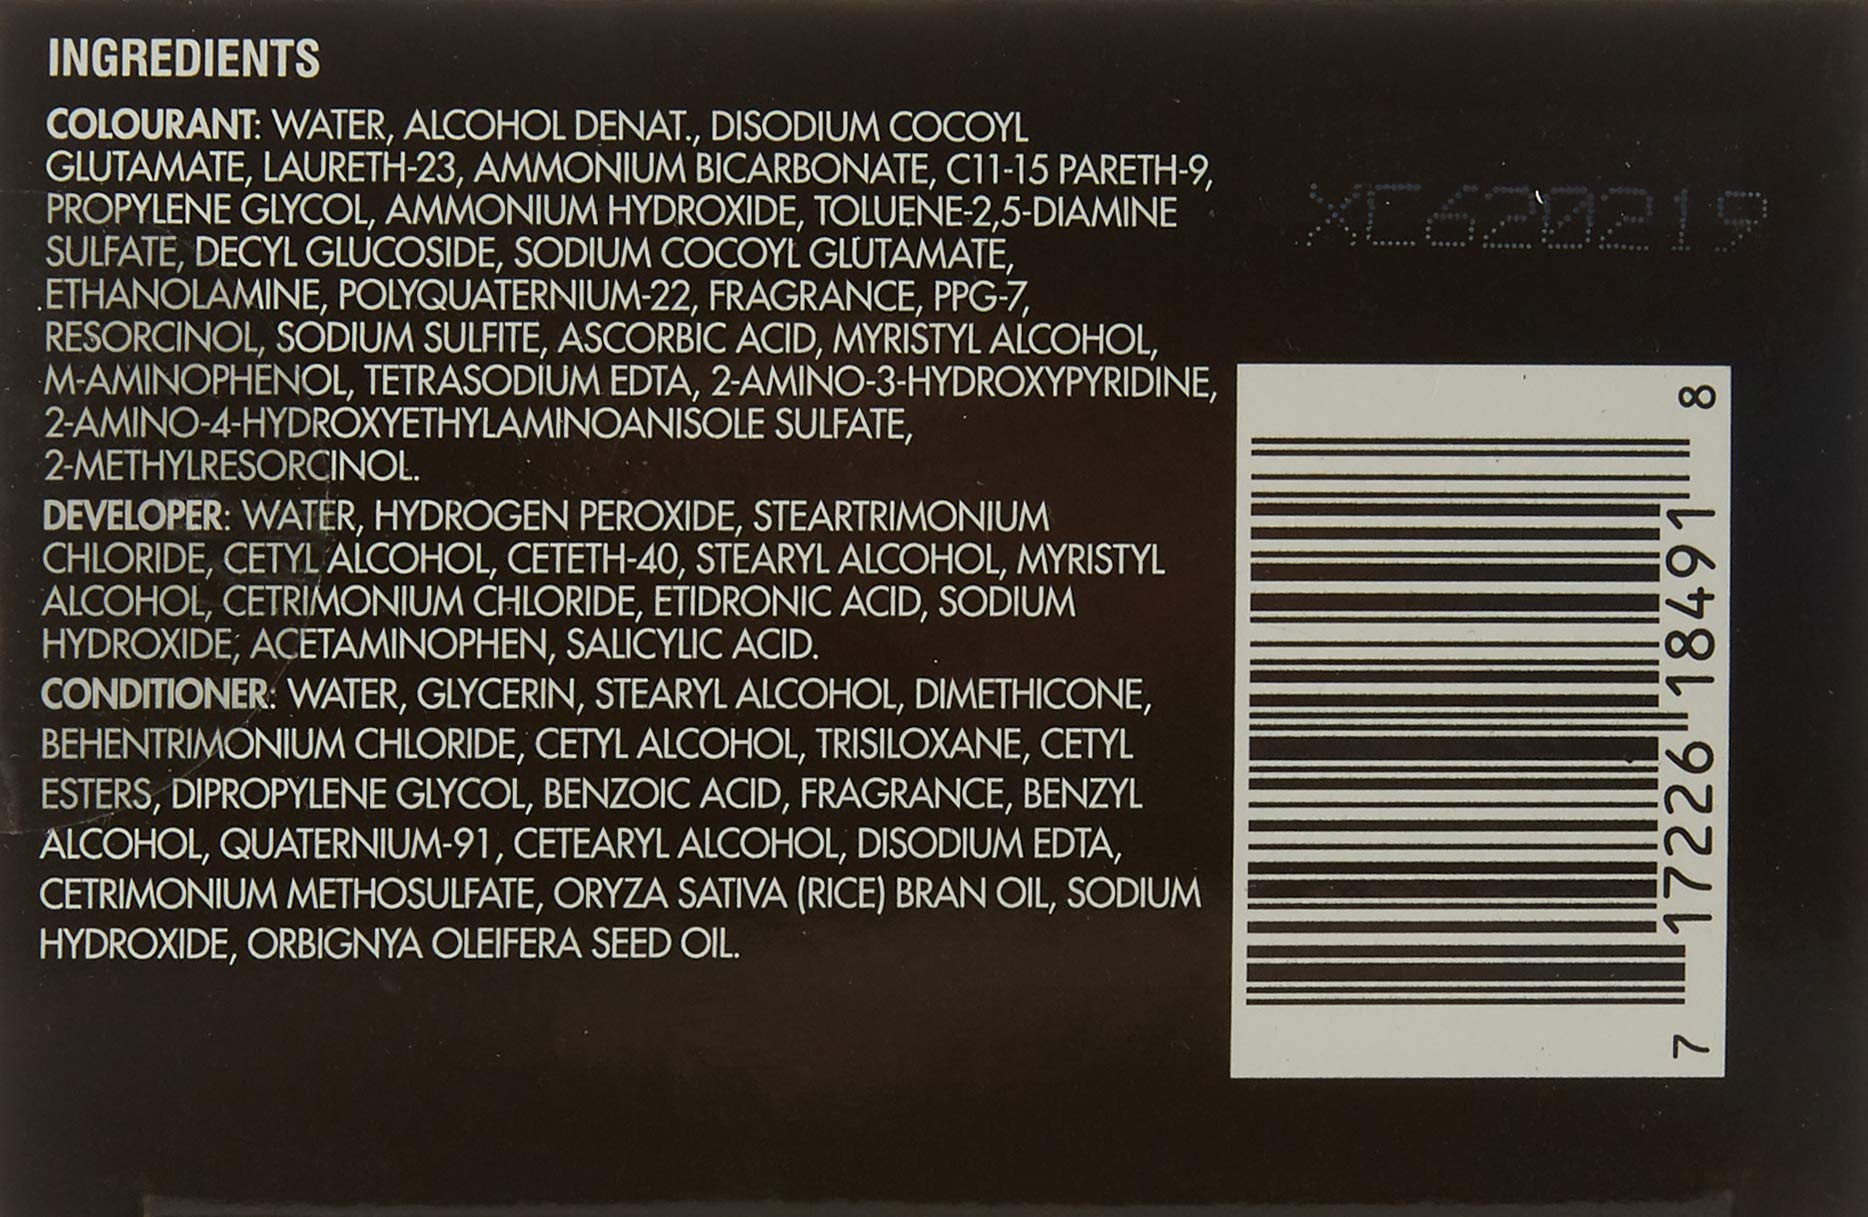 INGREDIENTS
COLOURANT: WATER, ALCOHOL DENAT., DISODIUM COCOYL
GLUTAMATE, LAURETH-23, AMMONIUM BICARBONATE, C11-15 PARETH-9,
PROPYLENE GLYCOL, AMMONIUM HYDROXIDE, TOLUENE-2,5-DIAMINE
SULFATE, DECYL GLUCOSIDE, SODIUM COCOYL GLUTAMATE,
ETHANOLAMINE, POLYQUATERNIUM-22, FRAGRANCE, PPG-7,
RESORCINOL, SODIUM SULFITE, ASCORBIC ACID, MYRISTYL ALCOHOL,
M-AMINOPHENOL, TETRASODIUM EDTA, 2-AMINO-3-HYDROXYPYRIDINE,
2-AMINO-4-HYDROXYETHYLAMINOANISOLE SULFATE,
2-METHYLRESORCINOL.
DEVELOPER: WATER, HYDROGEN PEROXIDE, STEARTRIMONIUM
CHLORIDE, CETYL ALCOHOL, CETETH-40, STEARYL ALCOHOL, MYRISTYL
ALCOHOL, CETRIMONIUM CHLORIDE, ETIDRONIC ACID, SODIUM
HYDROXIDE, ACETAMINOPHEN, SALICYLIC ACID.
CONDITIONER: WATER, GLYCERIN, STEARYL ALCOHOL, DIMETHICONE,
BEHENTRIMONIUM CHLORIDE, CETYL ALCOHOL, TRISILOXANE, CETYL
ESTERS, DIPROPYLENE GLYCOL, BENZOIC ACID, FRAGRANCE, BENZYL
ALCOHOL, QUATERNIUM-91, CETEARYL ALCOHOL, DISODIUM EDTA,
CETRIMONIUM METHOSULFATE, ORYZA SATIVA (RICE) BRAN OIL, SODIUM
HYDROXIDE, ORBIGNYA OLEIFERA SEED OIL.
XC620219
7 17226 18491 8